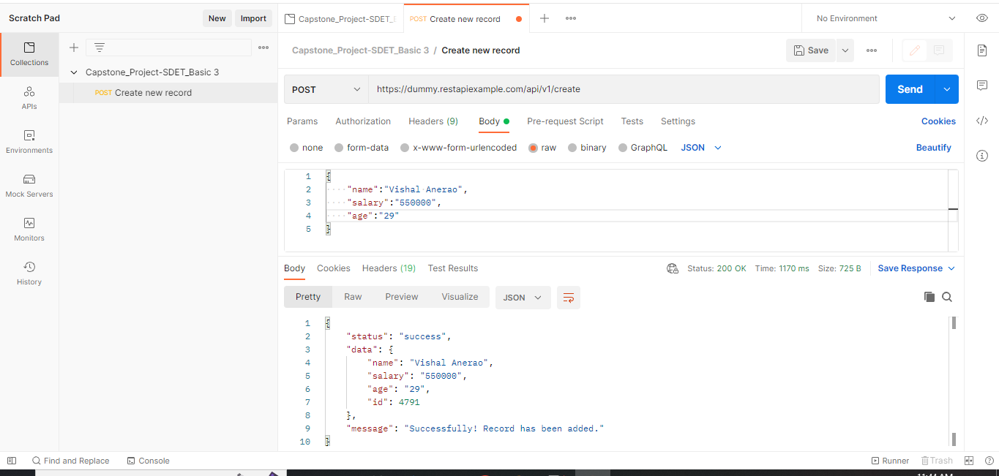 Scratch Pad
New
Import
Capstone_Project-SDET_
POST Create new record
No Environment
Collections
APIs
Environments
Mock Servers
Monitors
History
Capstone_Project-SDET_Basic 3
POST Create new record
Capstone_Project-SDET_Basic 3 / Create new record
Save
POST
https://dummy.restapiexample.com/api/v1/create
Send
Params Authorization Headers (9) Body Pre-request Script Tests Settings Cookies
none form-data x-www-form-urlencoded raw binary GraphQL JSON Beautify
1 {
2 "name":"Vishal Anerao",
3 "salary":"550000",
4 "age":"29"
5 }
Body Cookies Headers (19) Test Results Status: 200 OK Time: 1170 ms Size: 725 B Save Response
Pretty Raw Preview Visualize JSON
1 {
2 "status": "success",
3 "data": {
4 "name": "Vishal Anerao",
5 "salary": "550000",
6 "age": "29",
7 "id": 4791
8 },
9 "message": "Successfully! Record has been added."
10 }
Find and Replace Console Runner Trash
11:44 AM